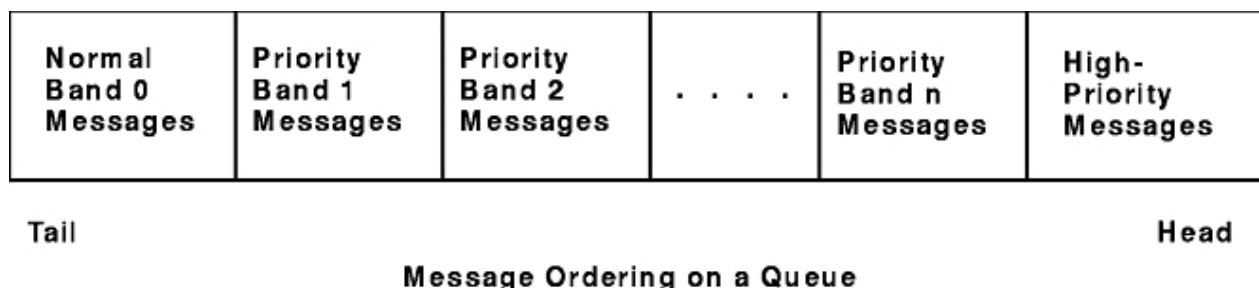 Normal
Band 0
Messages
Priority
Band 1
Messages
Priority
Band 2
Messages
. . . .
Priority
Band n
Messages
High-
Priority
Messages
Tail
Head
Message Ordering on a Queue